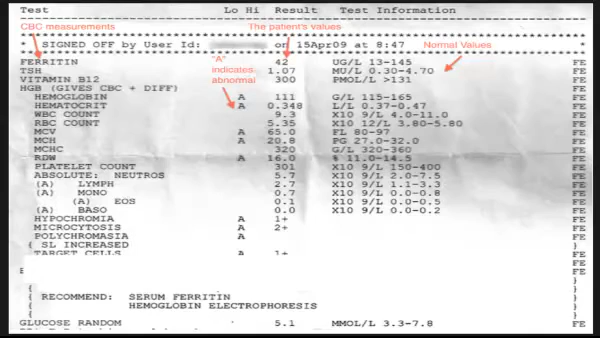 Test Lo Hi Result Test Information
CBC measurements The patient's values
* SIGNED OFF by User Id: on 15Apr09 at 8:47 *
Normal Values
"A" indicates abnormal
FERRITIN 42 UG/L 13-145 FE
TSH 1.07 MU/L 0.30-4.70 FE
VITAMIN B12 300 PMOL/L >131 FE
HGB (GIVES CBC + DIFF) FE
HEMOGLOBIN A 111 G/L 115-165 FE
HEMATOCRIT A 0.348 L/L 0.37-0.47 FE
WBC COUNT 9.3 X10 9/L 4.0-11.0 FE
RBC COUNT 5.35 X10 12/L 3.80-5.80 FE
MCV A 65.0 FL 80-97 FE
MCH A 20.8 PG 27.0-32.0 FE
MCHC 320 G/L 320-360 FE
RDW A 16.0 % 11.0-14.5 FE
PLATELET COUNT 301 X10 9/L 150-400 FE
ABSOLUTE: NEUTROS 5.7 X10 9/L 2.0-7.5 FE
(A) LYMPH 2.7 X10 9/L 1.1-3.3 FE
(A) MONO 0.7 X10 9/L 0.0-0.8 FE
(A) EOS 0.1 X10 9/L 0.0-0.5 FE
(A) BASO 0.0 X10 9/L 0.0-0.2 FE
HYPOCHROMIA A 1+ FE
MICROCYTOSIS A 2+ FE
POLYCHROMASIA A FE
{ SL INCREASED } FE
TARGET CELLS A 1+ FE
{ RECOMMEND: SERUM FERRITIN } FE
{ HEMOGLOBIN ELECTROPHORESIS } FE
GLUCOSE RANDOM 5.1 MMOL/L 3.3-7.8 FE